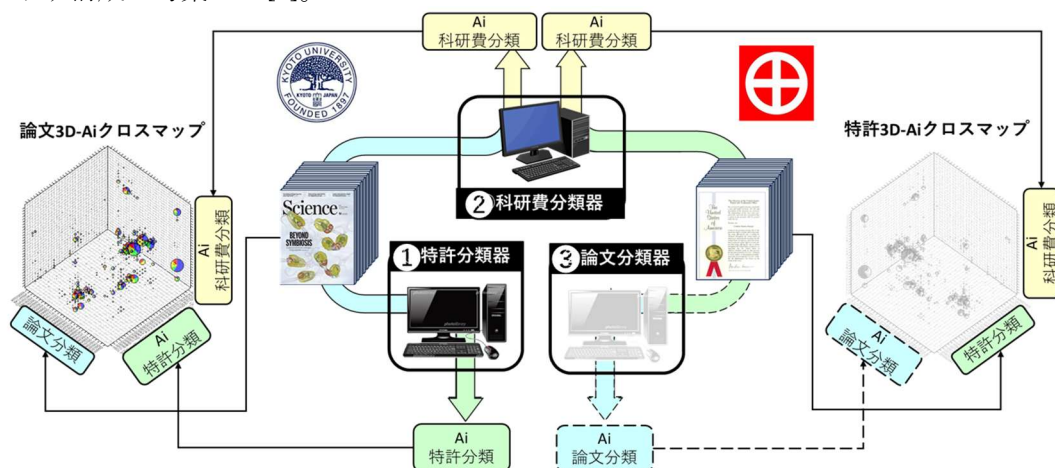 Ai
科研費分類
Ai
科研費分類
KYOTO UNIVERSITY
KYOTO JAPAN
FOUNDED 1897
論文3D-Aiクロスマップ
特許3D-Aiクロスマップ
②科研費分類器
Science
BEYOND
SYMBIOSIS
The
United
States
of
America
①特許分類器
③論文分類器
Ai
科研費分類
Ai
科研費分類
論文分類
Ai
特許分類
Ai
論文分類
特許分類
Ai
特許分類
Ai
論文分類